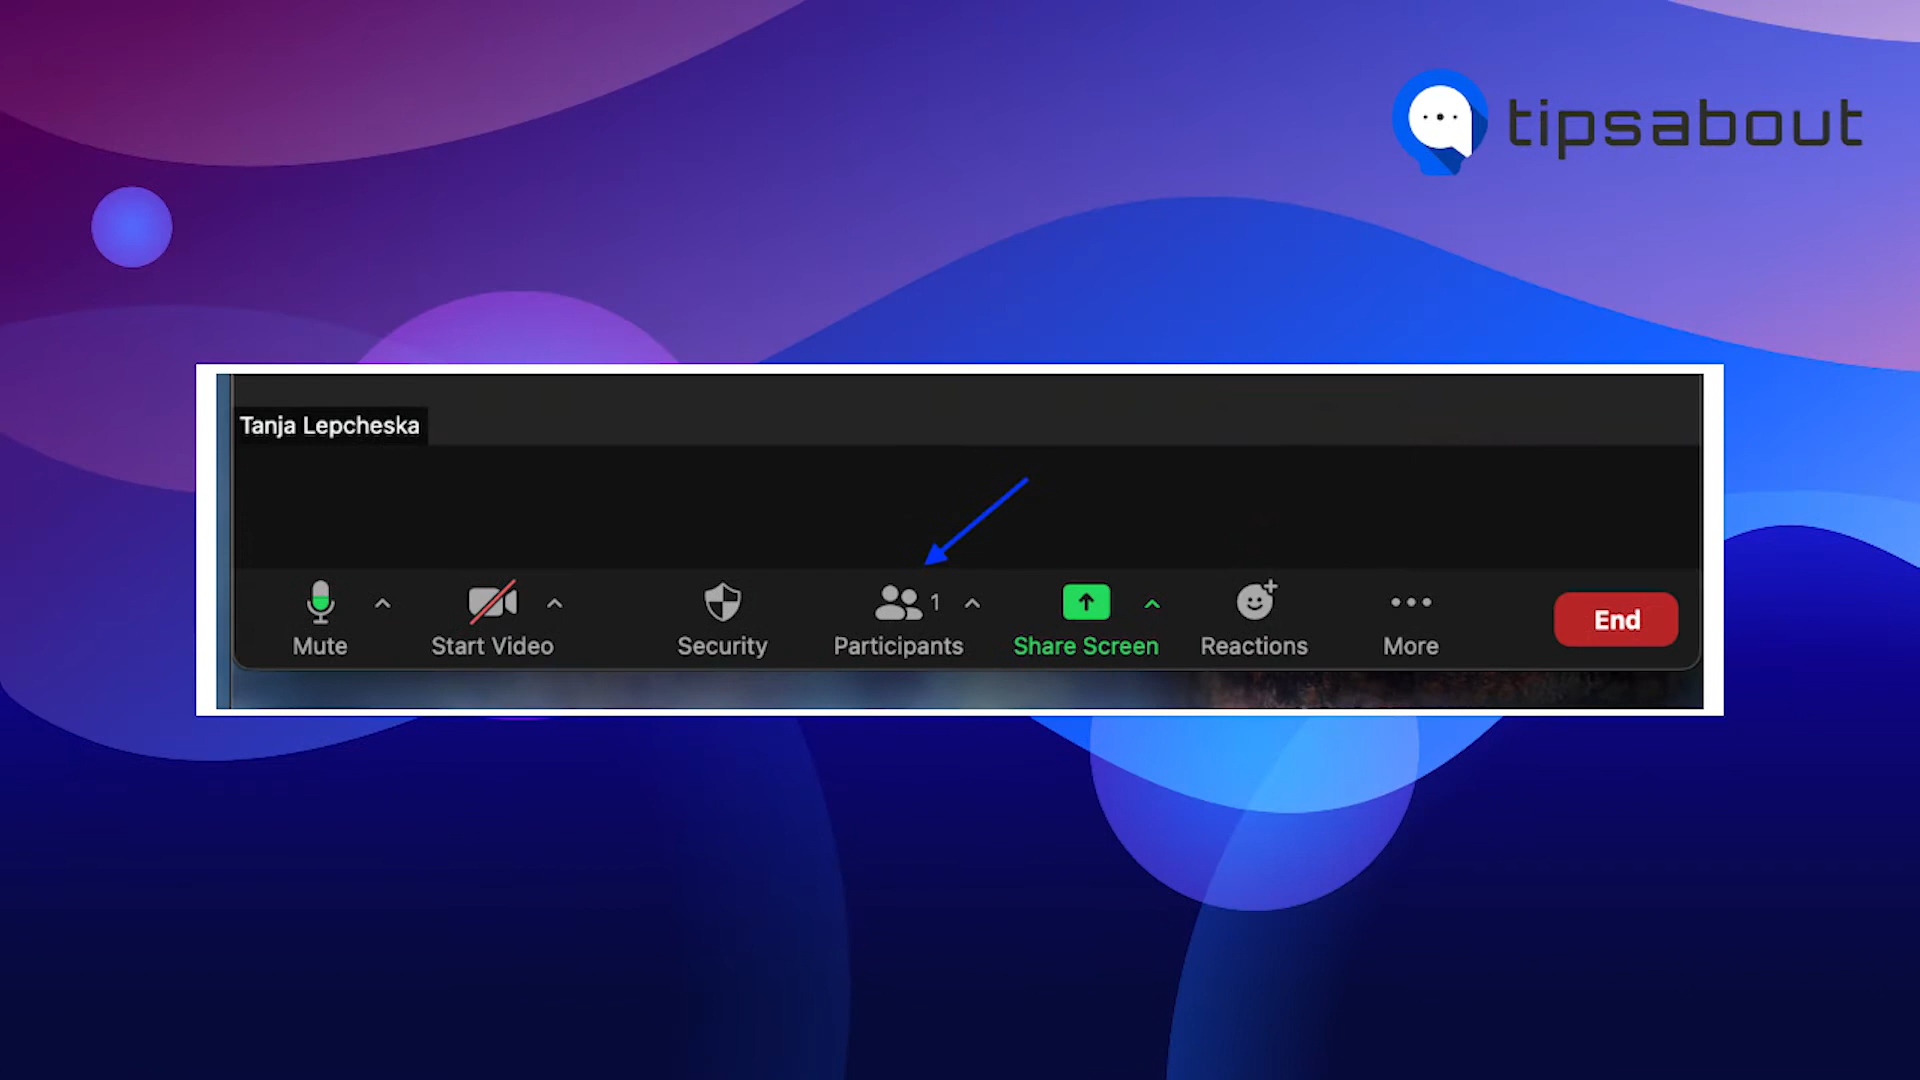 tipsabout
Tanja Lepcheska
1
Mute Start Video Security Participants Share Screen Reactions More End